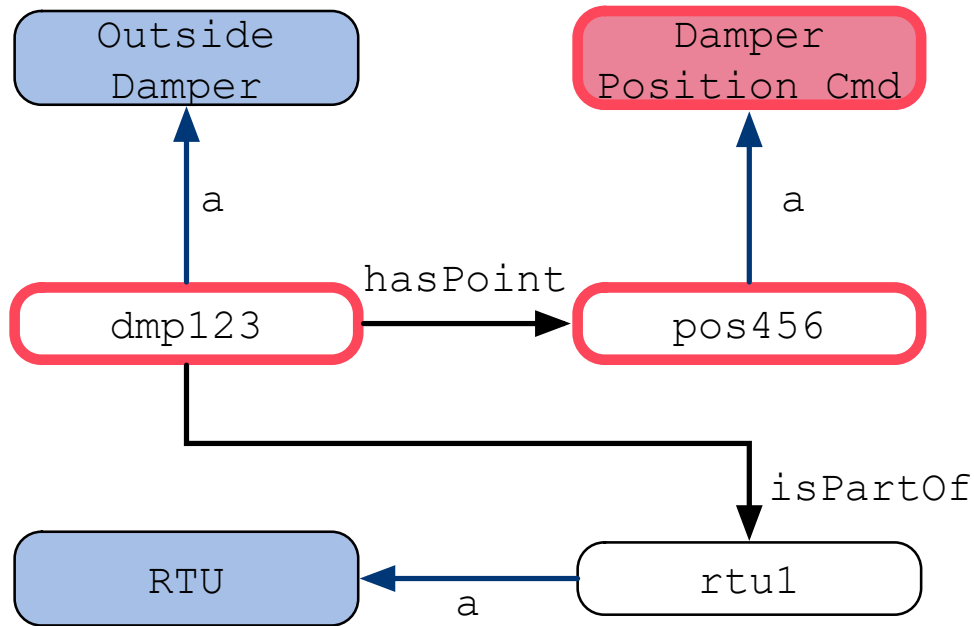 Outside
Damper
Damper
Position Cmd
a
a
hasPoint
dmp123
pos456
isPartOf
RTU
a
rtu1